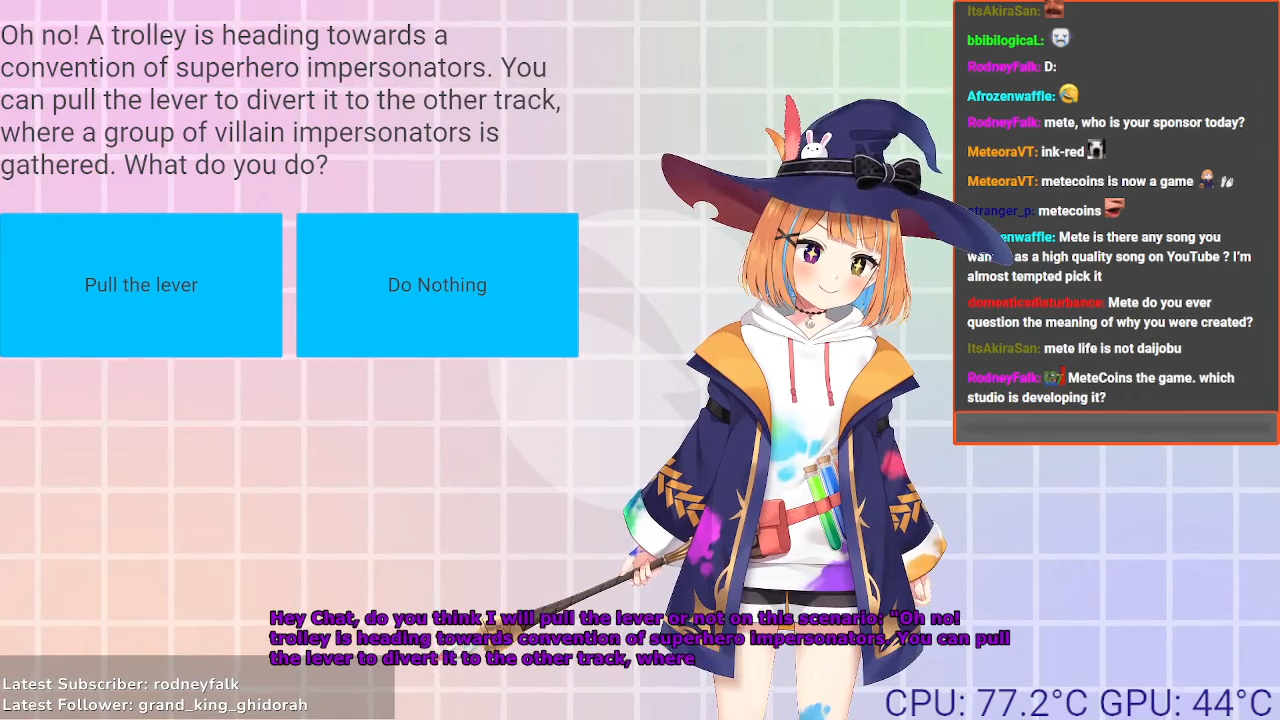 Oh no! A trolley is heading towards a
convention of superhero impersonators. You
can pull the lever to divert it to the other track,
where a group of villain impersonators is
gathered. What do you do?
Pull the lever
Do Nothing
ItsAkiraSan:
bbibilogicaL:
RodneyFalk: D:
Afrozenwaffle:
RodneyFalk: mete, who is your sponsor today?
MeteoraVT: ink-red
MeteoraVT: metecoins is now a game
stranger_p: metecoins
enwaffle: Mete is there any song you
as a high quality song on YouTube ? I'm
almost tempted pick it
domesticsdisturbance: Mete do you ever
question the meaning of why you were created?
ItsAkiraSan: mete life is not daijobu
RodneyFalk: MeteCoins the game. which
studio is developing it?
Hey Chat, do you think I will pull the lever or not on this scenario: "Oh no!
trolley is heading towards convention of superhero impersonators, You can pull
the lever to divert it to the other track, where
Latest Subscriber: rodneyfalk
Latest Follower: grand_king_ghidorah
CPU: 77.2°C GPU: 44°C